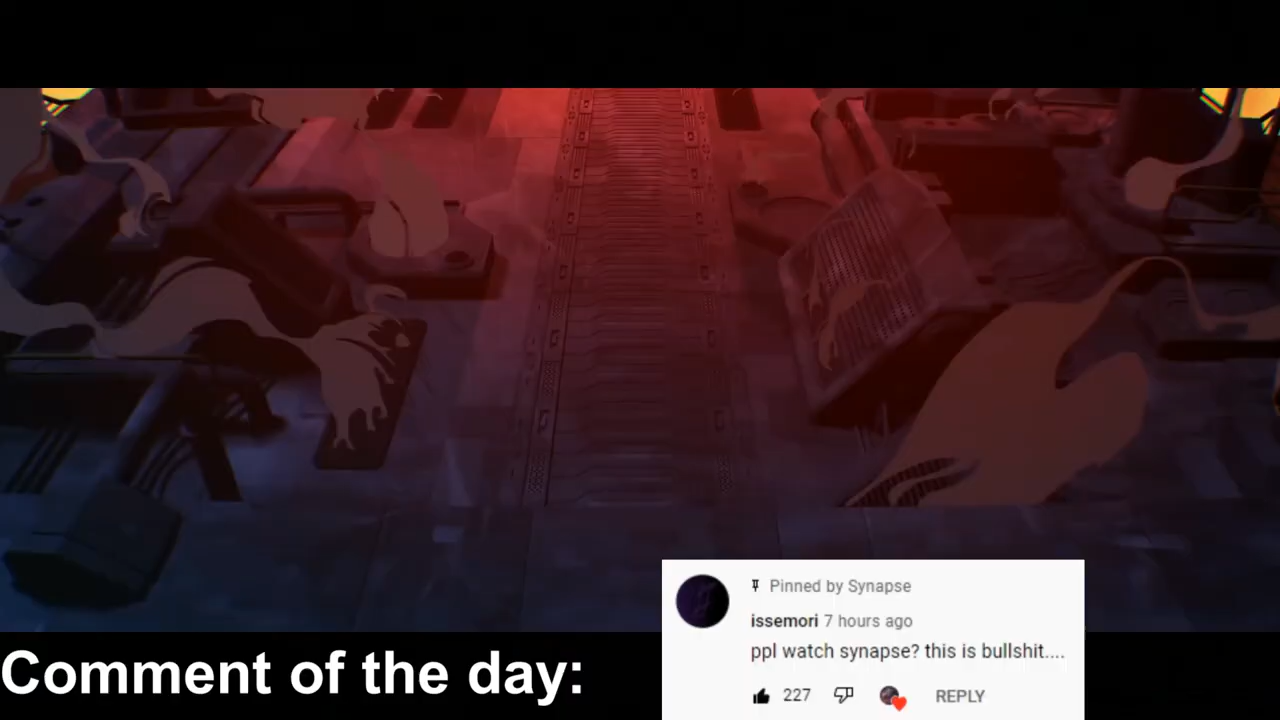 Pinned by Synapse
issemori 7 hours ago
ppl watch synapse? this is bullshit....
227 REPLY
Comment of the day: